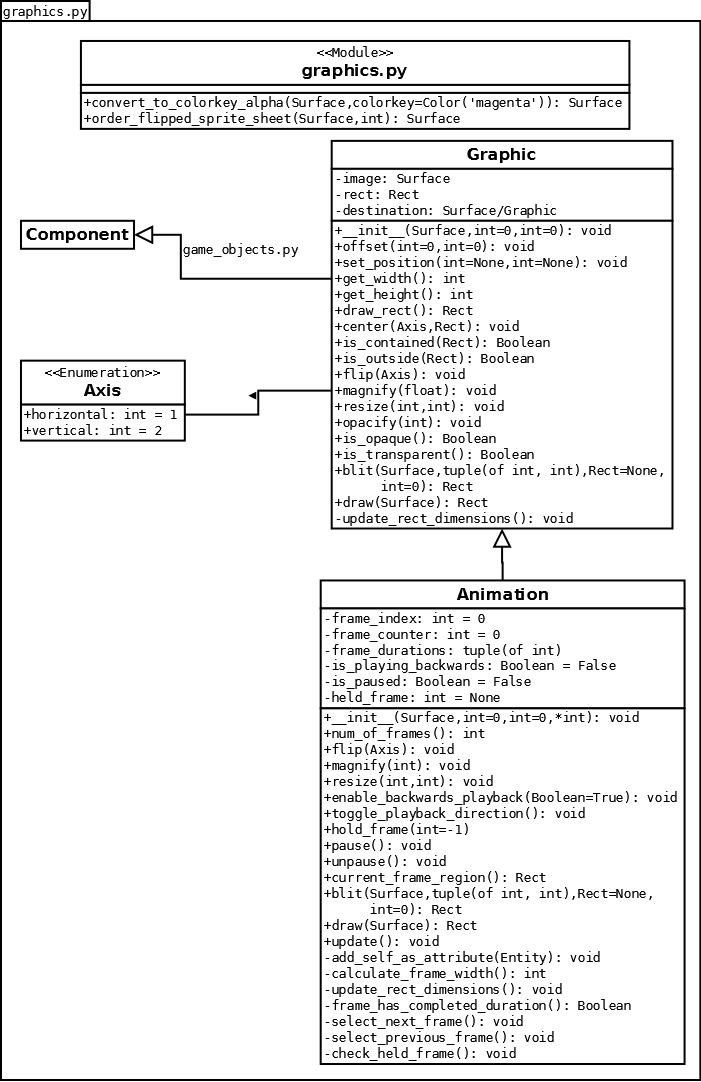 graphics.py
<<Module>>
graphics.py
+convert_to_colorkey_alpha(Surface,colorkey=Color('magenta')): Surface
+order_flipped_sprite_sheet(Surface,int): Surface
Graphic
-image: Surface
-rect: Rect
-destination: Surface/Graphic
+__init__(Surface,int=0,int=0): void
+offset(int=0,int=0): void
+set_position(int=None,int=None): void
+get_width(): int
+get_height(): int
+draw_rect(): Rect
+center(Axis,Rect): void
+is_contained(Rect): Boolean
+is_outside(Rect): Boolean
+flip(Axis): void
+magnify(float): void
+resize(int,int): void
+opacify(int): void
+is_opaque(): Boolean
+is_transparent(): Boolean
+blit(Surface,tuple(of int, int),Rect=None,
int=0): Rect
+draw(Surface): Rect
-update_rect_dimensions(): void
Component
game_objects.py
<<Enumeration>>
Axis
+horizontal: int = 1
+vertical: int = 2
Animation
-frame_index: int = 0
-frame_counter: int = 0
-frame_durations: tuple(of int)
-is_playing_backwards: Boolean = False
-is_paused: Boolean = False
-held_frame: int = None
+__init__(Surface,int=0,int=0,*int): void
+num_of_frames(): int
+flip(Axis): void
+magnify(int): void
+resize(int,int): void
+enable_backwards_playback(Boolean=True): void
+toggle_playback_direction(): void
+hold_frame(int=-1)
+pause(): void
+unpause(): void
+current_frame_region(): Rect
+blit(Surface,tuple(of int, int),Rect=None,
int=0): Rect
+draw(Surface): Rect
+update(): void
-add_self_as_attribute(Entity): void
-calculate_frame_width(): int
-update_rect_dimensions(): void
-frame_has_completed_duration(): Boolean
-select_next_frame(): void
-select_previous_frame(): void
-check_held_frame(): void